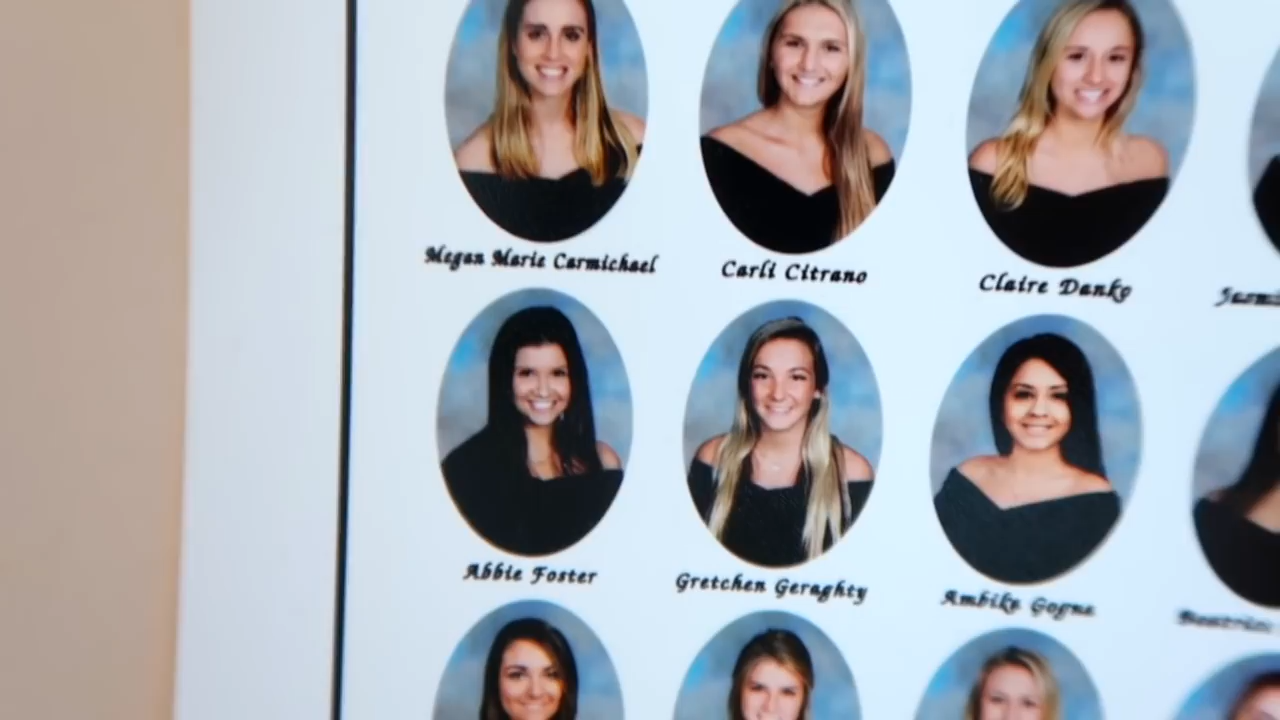 Megan Marie Carmichael
Carli Citrano
Claire Danko
Abbie Foster
Gretchen Geraghty
Ambika Gogna